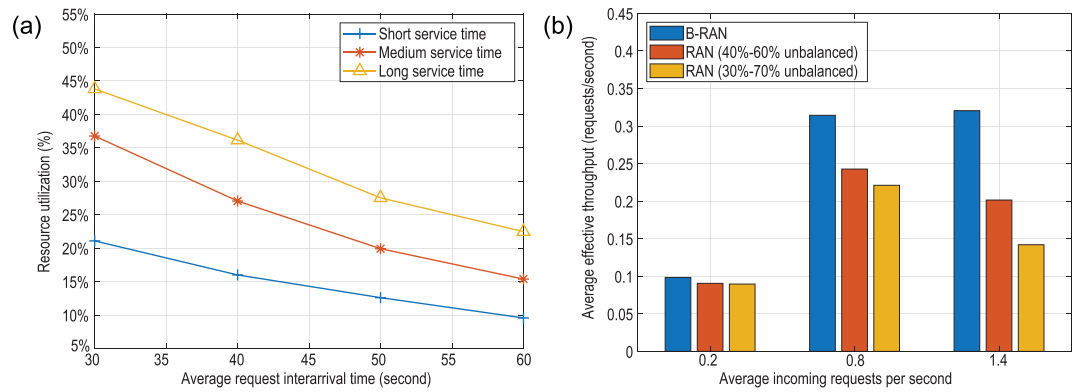 (a)
55%
50%
45%
40%
35%
30%
25%
20%
15%
10%
5%
Resource utilization (%)
Short service time
Medium service time
Long service time
30 35 40 45 50 55 60
Average request interarrival time (second)
(b)
0.45
0.4
0.35
0.3
0.25
0.2
0.15
0.1
0.05
0
Average effective throughput (requests/second)
B-RAN
RAN (40%-60% unbalanced)
RAN (30%-70% unbalanced)
0.2 0.8 1.4
Average incoming requests per second